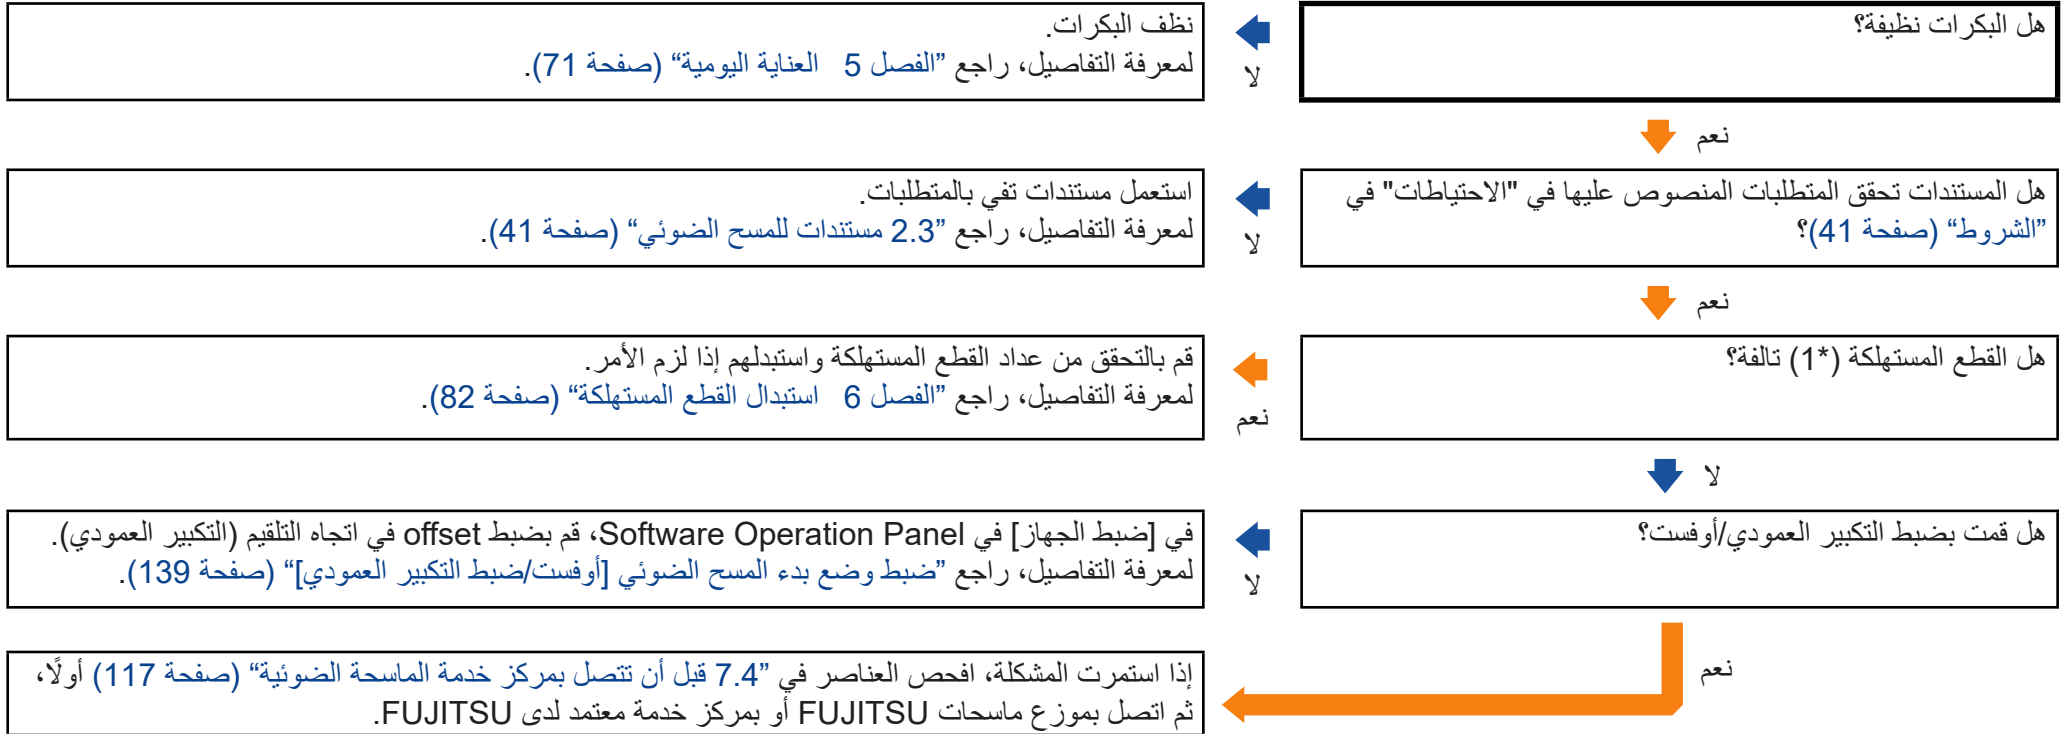 هل البكرات نظيفة؟
لا
نظف البكرات.
لمعرفة التفاصيل، راجع ”الفصل 5 العناية اليومية“ (صفحة 71).
نعم
هل المستندات تحقق المتطلبات المنصوص عليها في "الاحتياطات" في
”الشروط“ (صفحة 41)؟
لا
استعمل مستندات تفي بالمتطلبات.
لمعرفة التفاصيل، راجع ”2.3 مستندات للمسح الضوئي“ (صفحة 41).
نعم
هل القطع المستهلكة (*1) تالفة؟
نعم
قم بالتحقق من عداد القطع المستهلكة واستبدلهم إذا لزم الأمر.
لمعرفة التفاصيل، راجع ”الفصل 6 استبدال القطع المستهلكة“ (صفحة 82).
لا
هل قمت بضبط التكبير العمودي/أوفست؟
لا
في [ضبط الجهاز] في Software Operation Panel، قم بضبط offset في اتجاه التلقيم (التكبير العمودي).
لمعرفة التفاصيل، راجع ”ضبط وضع بدء المسح الضوئي [أوفست/ضبط التكبير العمودي]“ (صفحة 139).
نعم
إذا استمرت المشكلة، افحص العناصر في ”7.4 قبل أن تتصل بمركز خدمة الماسحة الضوئية“ (صفحة 117) أولًا،
ثم اتصل بموزع ماسحات FUJITSU أو بمركز خدمة معتمد لدى FUJITSU.